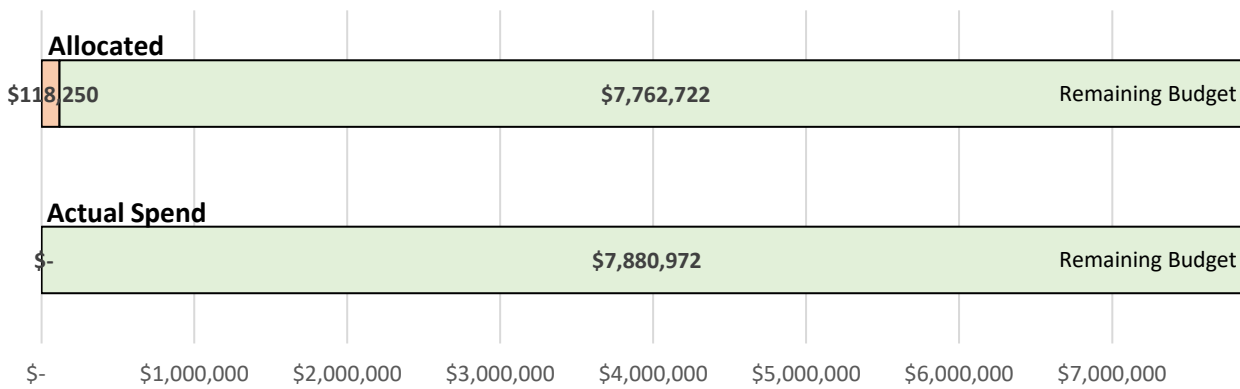 Allocated
$118,250 $7,762,722 Remaining Budget
Actual Spend
$- $7,880,972 Remaining Budget
$- $1,000,000 $2,000,000 $3,000,000 $4,000,000 $5,000,000 $6,000,000 $7,000,000